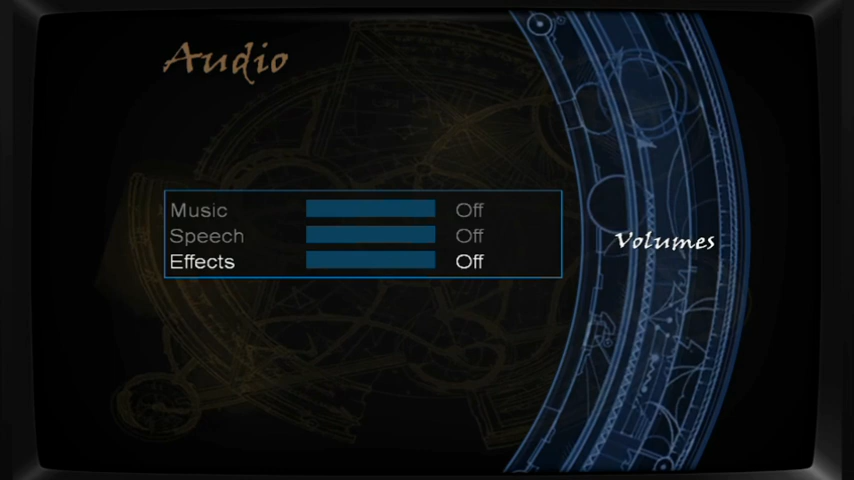 Audio
Music Off
Speech Off
Effects Off
Volumes